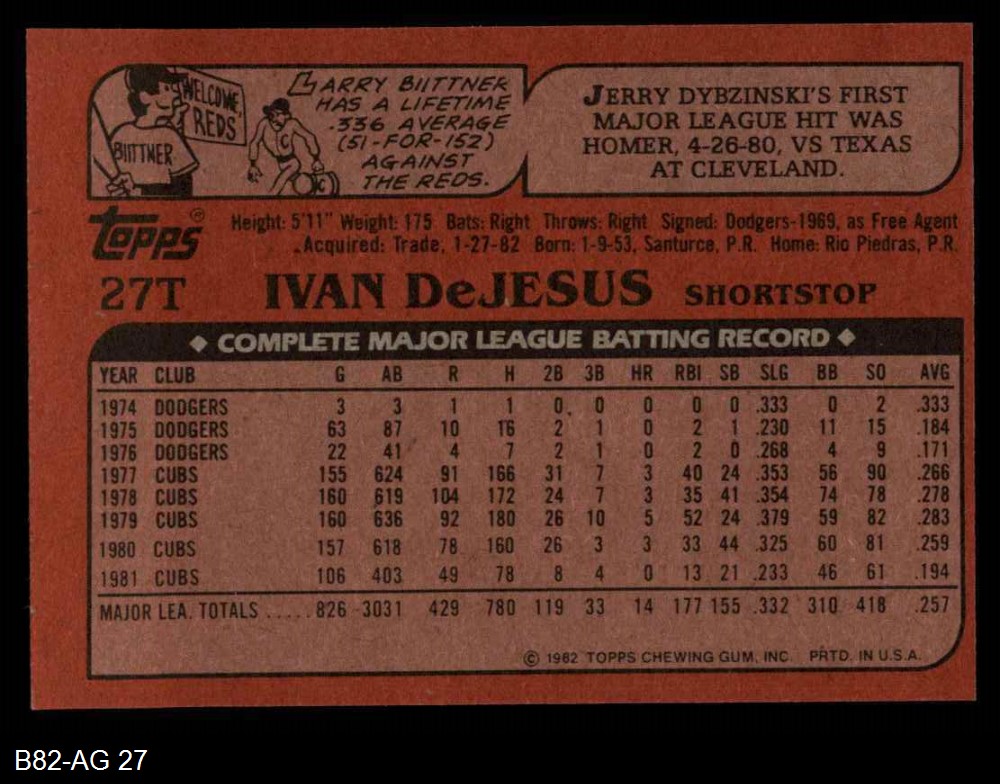 WELCOME, REDS
BIITTNER
C
C
LARRY BIITTNER
HAS A LIFETIME
.336 AVERAGE
(51-FOR-152)
AGAINST
THE REDS.
JERRY DYBZINSKI'S FIRST
MAJOR LEAGUE HIT WAS
HOMER, 4-26-80, VS TEXAS
AT CLEVELAND.
Topps ®
Height: 5'11" Weight: 175 Bats: Right Throws: Right Signed: Dodgers-1969, as Free Agent
Acquired: Trade, 1-27-82 Born: 1-9-53, Santurce, P.R. Home: Rio Piedras, P.R.
27T IVAN DeJESUS SHORTSTOP
◆ COMPLETE MAJOR LEAGUE BATTING RECORD ◆
YEAR CLUB G AB R H 2B 3B HR RBI SB SLG BB SO AVG
1974 DODGERS 3 3 1 1 0 0 0 0 0 .333 0 2 .333
1975 DODGERS 63 87 10 16 2 1 0 2 1 .230 11 15 .184
1976 DODGERS 22 41 4 7 2 1 0 2 0 .268 4 9 .171
1977 CUBS 155 624 91 166 31 7 3 40 24 .353 56 90 .266
1978 CUBS 160 619 104 172 24 7 3 35 41 .354 74 78 .278
1979 CUBS 160 636 92 180 26 10 5 52 24 .379 59 82 .283
1980 CUBS 157 618 78 160 26 3 3 33 44 .325 60 81 .259
1981 CUBS 106 403 49 78 8 4 0 13 21 .233 46 61 .194
MAJOR LEA. TOTALS ..... 826 3031 429 780 119 33 14 177 155 .332 310 418 .257
© 1982 TOPPS CHEWING GUM, INC. PRTD. IN U.S.A.
B82-AG 27